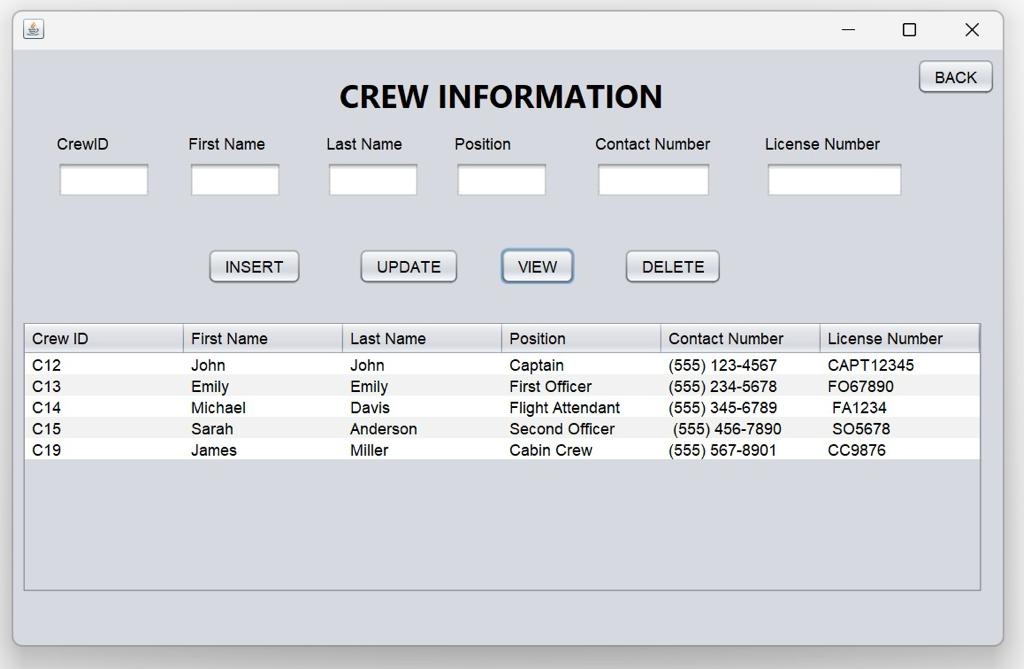 BACK
CREW INFORMATION
CrewID First Name Last Name Position Contact Number License Number
INSERT UPDATE VIEW DELETE
Crew ID First Name Last Name Position Contact Number License Number
C12 John John Captain (555) 123-4567 CAPT12345
C13 Emily Emily First Officer (555) 234-5678 FO67890
C14 Michael Davis Flight Attendant (555) 345-6789 FA1234
C15 Sarah Anderson Second Officer (555) 456-7890 SO5678
C19 James Miller Cabin Crew (555) 567-8901 CC9876